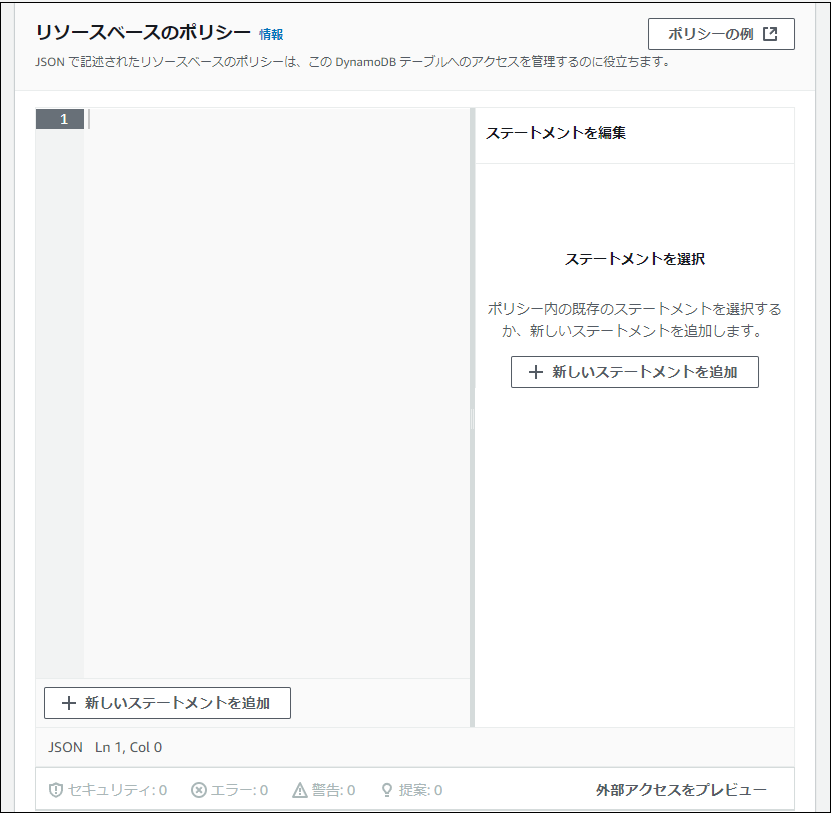 リソースベースのポリシー 情報
ポリシーの例
JSON で記述されたリソースベースのポリシーは、この DynamoDB テーブルへのアクセスを管理するのに役立ちます。
1
ステートメントを編集
ステートメントを選択
ポリシー内の既存のステートメントを選択する
か、新しいステートメントを追加します。
新しいステートメントを追加
新しいステートメントを追加
JSON Ln 1, Col 0
セキュリティ: 0 エラー: 0 警告: 0 提案: 0 外部アクセスをプレビュー